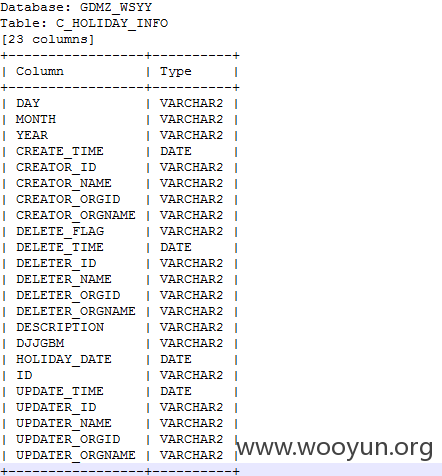 Database: GDMZ_WSYY
Table: C_HOLIDAY_INFO
[23 columns]
+-----------------+----------+
| Column          | Type     |
+-----------------+----------+
| DAY             | VARCHAR2 |
| MONTH           | VARCHAR2 |
| YEAR            | VARCHAR2 |
| CREATE_TIME     | DATE     |
| CREATOR_ID      | VARCHAR2 |
| CREATOR_NAME    | VARCHAR2 |
| CREATOR_ORGID   | VARCHAR2 |
| CREATOR_ORGNAME | VARCHAR2 |
| DELETE_FLAG     | VARCHAR2 |
| DELETE_TIME     | DATE     |
| DELETER_ID      | VARCHAR2 |
| DELETER_NAME    | VARCHAR2 |
| DELETER_ORGID   | VARCHAR2 |
| DELETER_ORGNAME | VARCHAR2 |
| DESCRIPTION     | VARCHAR2 |
| DJJGBM          | VARCHAR2 |
| HOLIDAY_DATE    | DATE     |
| ID              | VARCHAR2 |
| UPDATE_TIME     | DATE     |
| UPDATER_ID      | VARCHAR2 |
| UPDATER_NAME    | VARCHAR2 |
| UPDATER_ORGID   | VARCHAR2 |
| UPDATER_ORGNAME | VARCHAR2 |
+-----------------+----------+
www.wooyun.org